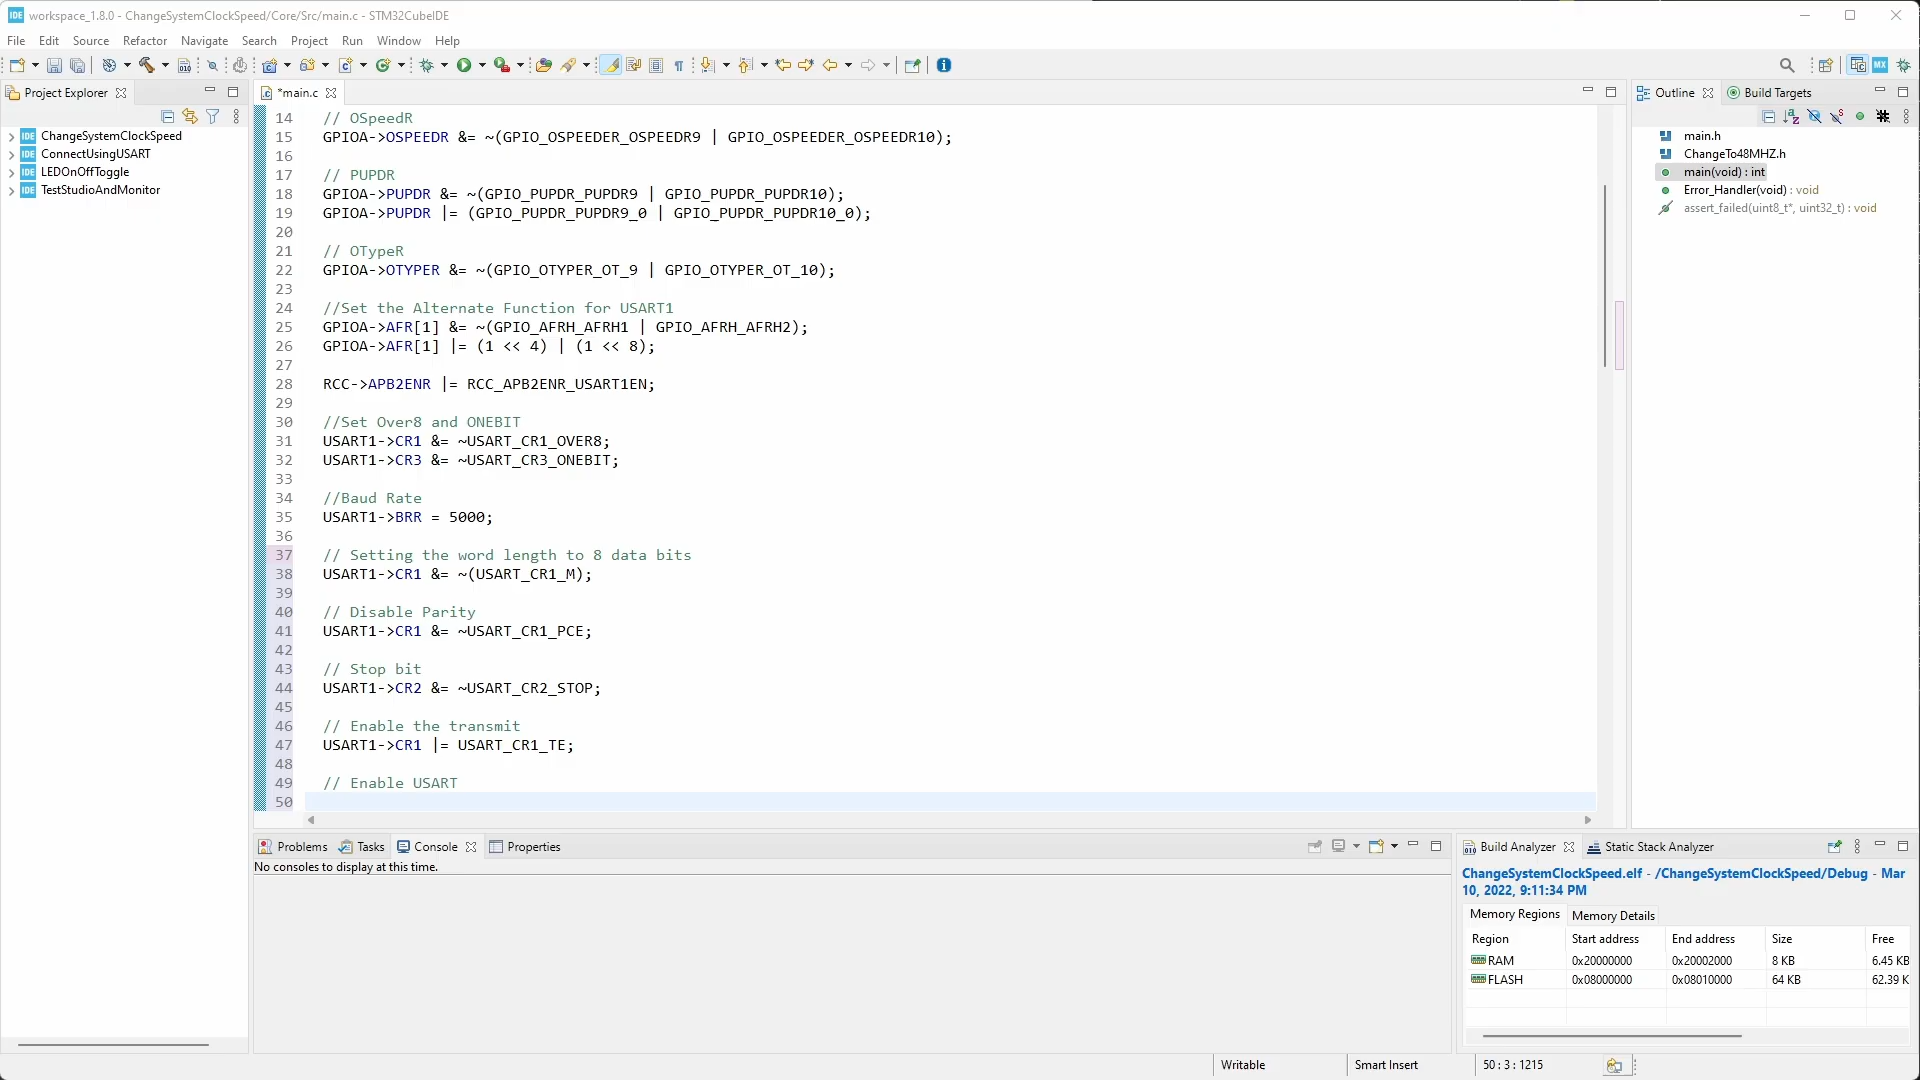 IDE workspace_1.8.0 - ChangeSystemClockSpeed/Core/Src/main.c - STM32CubeIDE
File Edit Source Refactor Navigate Search Project Run Window Help
MX
Project Explorer
IDE ChangeSystemClockSpeed
IDE ConnectUsingUSART
IDE LEDOnOffToggle
IDE TestStudioAndMonitor
*main.c
14 // OSpeedR
15 GPIOA->OSPEEDR &= ~(GPIO_OSPEEDER_OSPEEDR9 | GPIO_OSPEEDER_OSPEEDR10);
16
17 // PUPDR
18 GPIOA->PUPDR &= ~(GPIO_PUPDR_PUPDR9 | GPIO_PUPDR_PUPDR10);
19 GPIOA->PUPDR |= (GPIO_PUPDR_PUPDR9_0 | GPIO_PUPDR_PUPDR10_0);
20
21 // OTypeR
22 GPIOA->OTYPER &= ~(GPIO_OTYPER_OT_9 | GPIO_OTYPER_OT_10);
23
24 //Set the Alternate Function for USART1
25 GPIOA->AFR[1] &= ~(GPIO_AFRH_AFRH1 | GPIO_AFRH_AFRH2);
26 GPIOA->AFR[1] |= (1 << 4) | (1 << 8);
27
28 RCC->APB2ENR |= RCC_APB2ENR_USART1EN;
29
30 //Set Over8 and ONEBIT
31 USART1->CR1 &= ~USART_CR1_OVER8;
32 USART1->CR3 &= ~USART_CR3_ONEBIT;
33
34 //Baud Rate
35 USART1->BRR = 5000;
36
37 // Setting the word length to 8 data bits
38 USART1->CR1 &= ~(USART_CR1_M);
39
40 // Disable Parity
41 USART1->CR1 &= ~USART_CR1_PCE;
42
43 // Stop bit
44 USART1->CR2 &= ~USART_CR2_STOP;
45
46 // Enable the transmit
47 USART1->CR1 |= USART_CR1_TE;
48
49 // Enable USART
50
Outline Build Targets
main.h
ChangeTo48MHZ.h
main(void) : int
Error_Handler(void) : void
assert_failed(uint8_t*, uint32_t) : void
Problems Tasks Console Properties
No consoles to display at this time.
Build Analyzer Static Stack Analyzer
ChangeSystemClockSpeed.elf - /ChangeSystemClockSpeed/Debug - Mar
10, 2022, 9:11:34 PM
Memory Regions Memory Details
Region Start address End address Size Free
RAM 0x20000000 0x20002000 8 KB 6.45 KB
FLASH 0x08000000 0x08010000 64 KB 62.39 K
Writable Smart Insert 50 : 3 : 1215